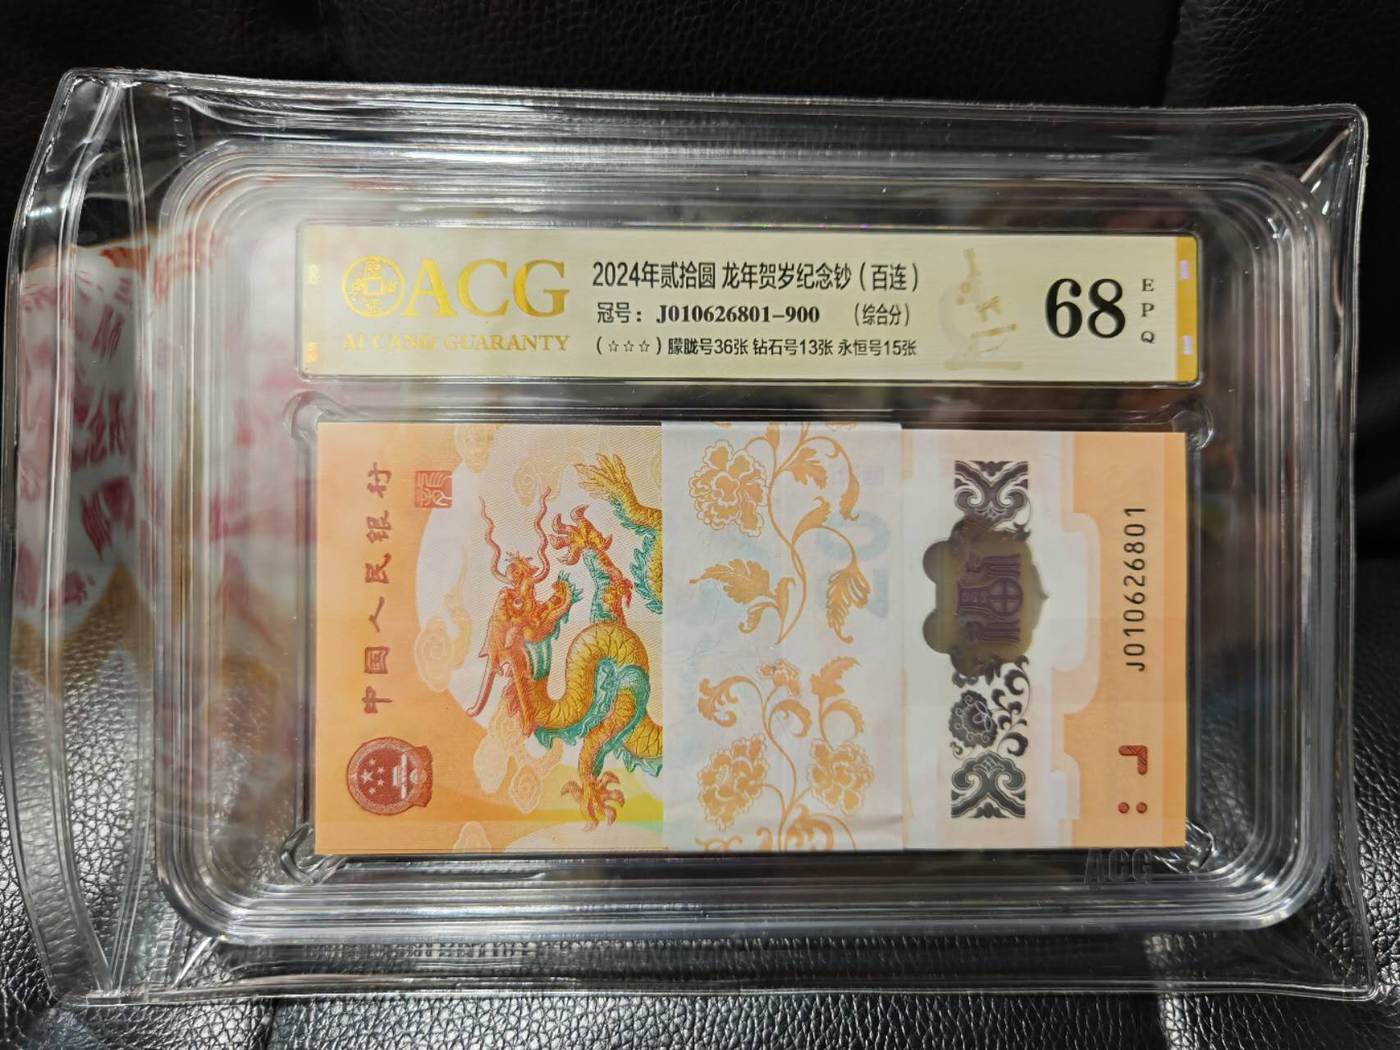 ACG
AI CANG GUARANTY
2024年贰拾圆 龙年贺岁纪念钞（百连）
冠号：J010626801-900 （综合分）
（☆☆☆）朦胧号36张 钻石号13张 永恒号15张
68
EPQ
中国人民银行
J010626801
ACG